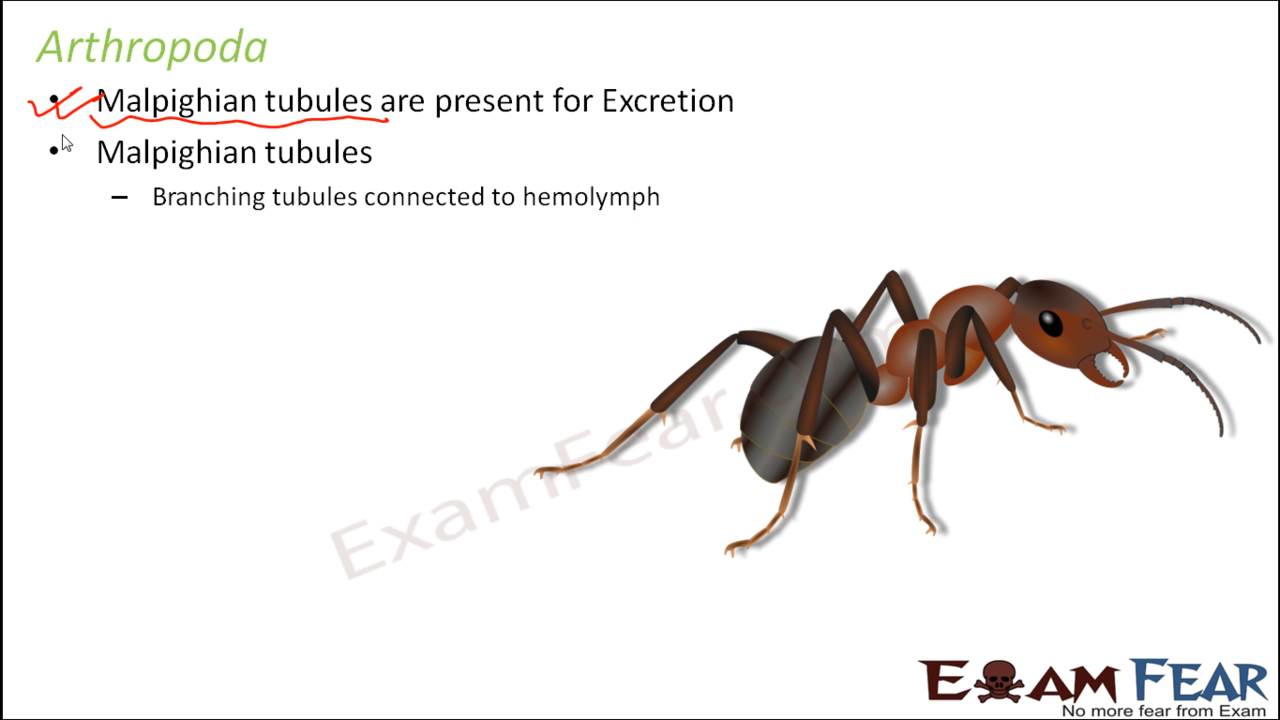 Arthropoda
• Malpighian tubules are present for Excretion
• Malpighian tubules
– Branching tubules connected to hemolymph
ExamFear
EXAM FEAR
No more fear from Exam